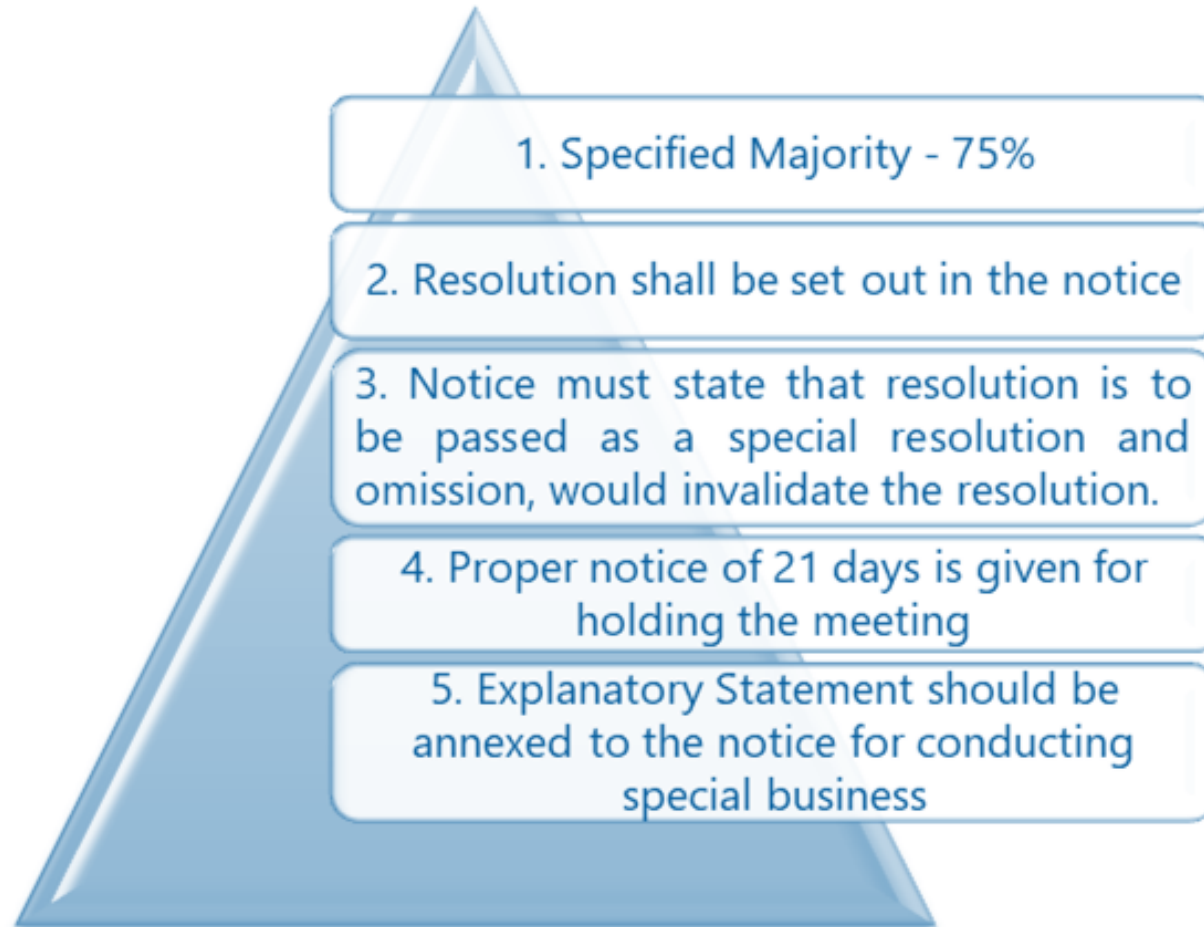 1. Specified Majority - 75%
2. Resolution shall be set out in the notice
3. Notice must state that resolution is to
be passed as a special resolution and
omission, would invalidate the resolution.
4. Proper notice of 21 days is given for
holding the meeting
5. Explanatory Statement should be
annexed to the notice for conducting
special business